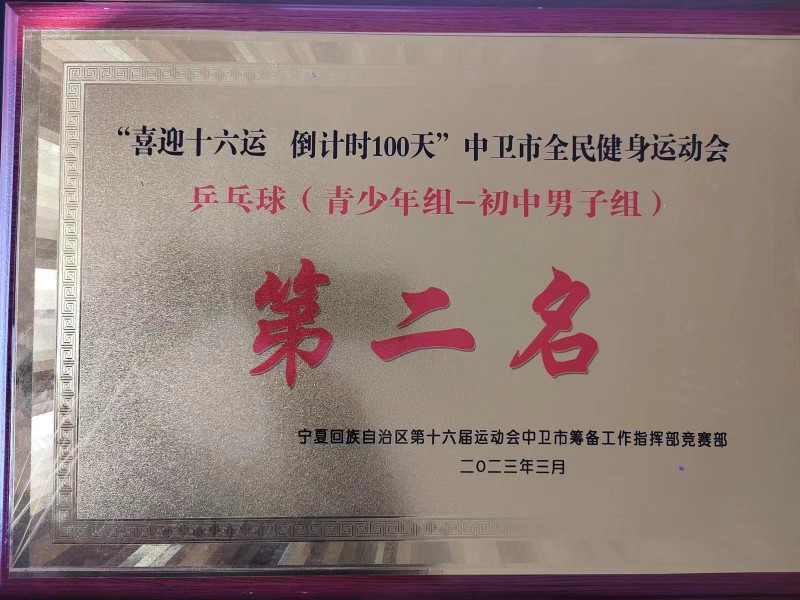 “喜迎十六运 倒计时100天”中卫市全民健身运动会
乒乓球（青少年组-初中男子组）
第二名
宁夏回族自治区第十六届运动会中卫市筹备工作指挥部竞赛部
二〇二三年三月